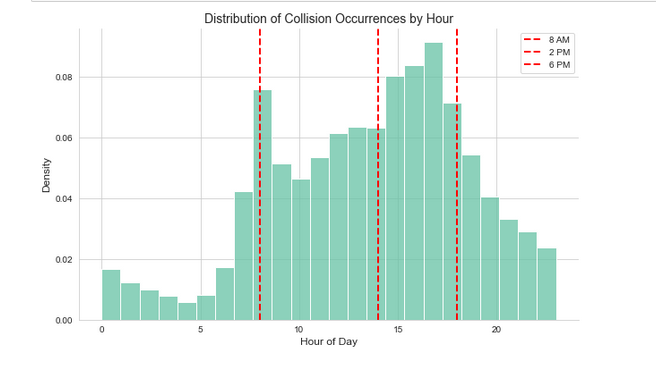 Distribution of Collision Occurrences by Hour
8 AM
2 PM
6 PM
0.08
0.06
0.04
0.02
0.00
Density
0 5 10 15 20
Hour of Day